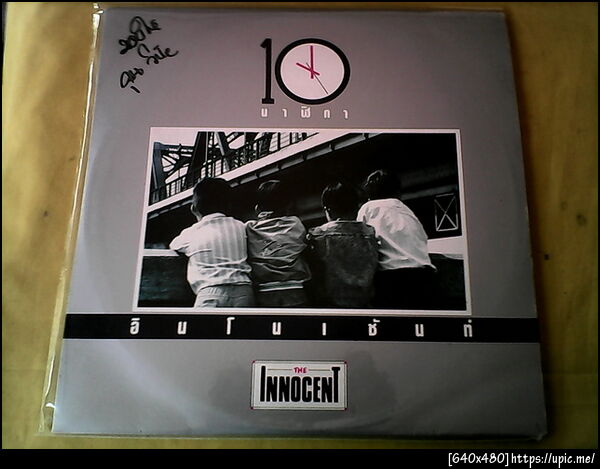 10
นาฬิกา
อินโนเซ้นท์
THE
INNOCENT
[640x480]https://upic.me/